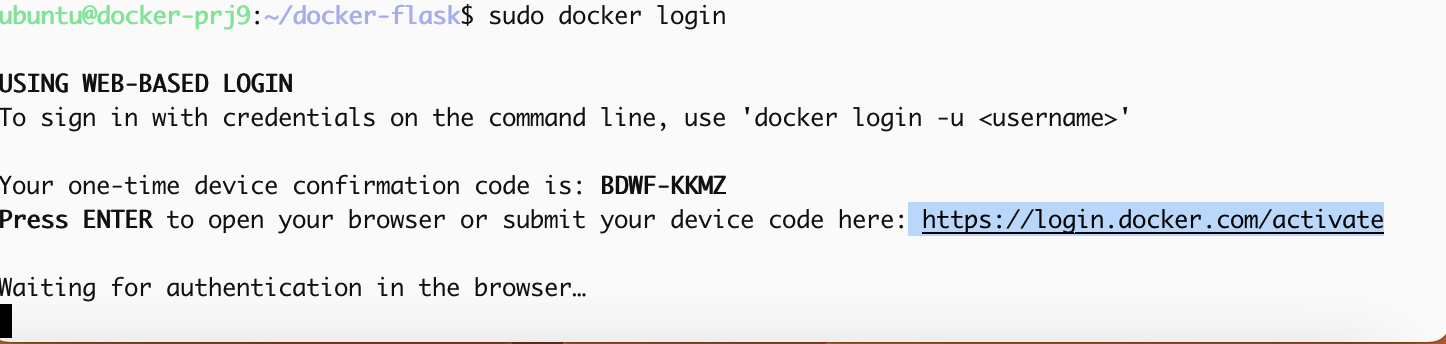 ubuntu@docker-prj9:~/docker-flask$ sudo docker login
USING WEB-BASED LOGIN
To sign in with credentials on the command line, use 'docker login -u <username>'
Your one-time device confirmation code is: BDWF-KKMZ
Press ENTER to open your browser or submit your device code here: https://login.docker.com/activate
Waiting for authentication in the browser…